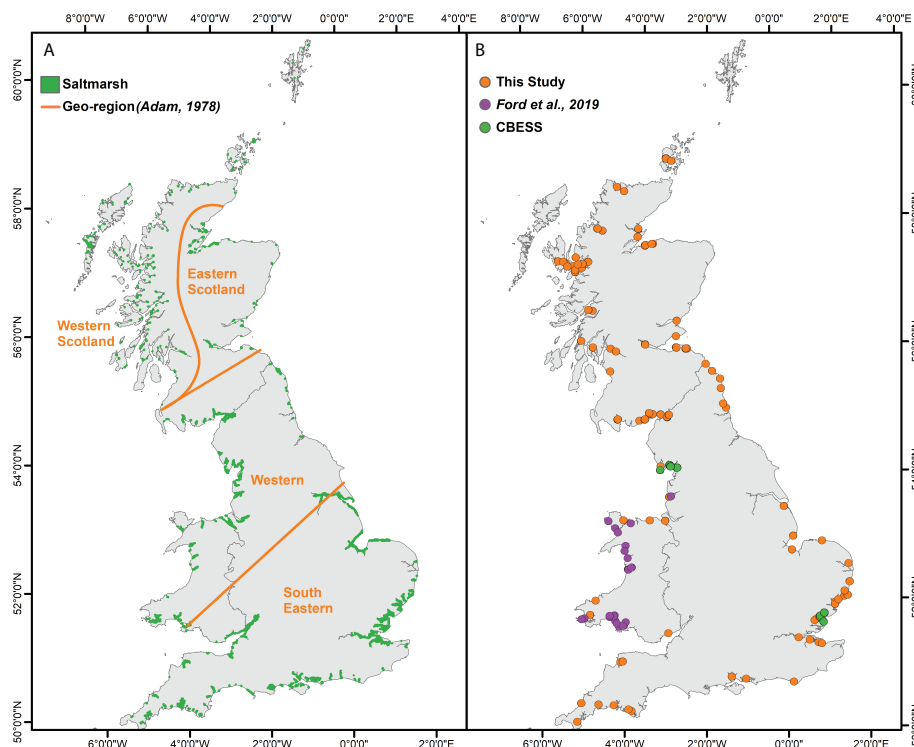 8°0'0"W 6°0'0"W 4°0'0"W 2°0'0"W 0°0'0" 2°0'0"E 4°0'0"E
8°0'0"W 6°0'0"W 4°0'0"W 2°0'0"W 0°0'0" 2°0'0"E 4°0'0"E
A
Saltmarsh
Geo-region (Adam, 1978)
60°0'0"N
58°0'0"N
56°0'0"N
54°0'0"N
52°0'0"N
50°0'0"N
Eastern
Scotland
Western
Scotland
Western
South
Eastern
B
This Study
Ford et al., 2019
CBESS
6°0'0"W 4°0'0"W 2°0'0"W 0°0'0" 2°0'0"E
6°0'0"W 4°0'0"W 2°0'0"W 0°0'0" 2°0'0"E